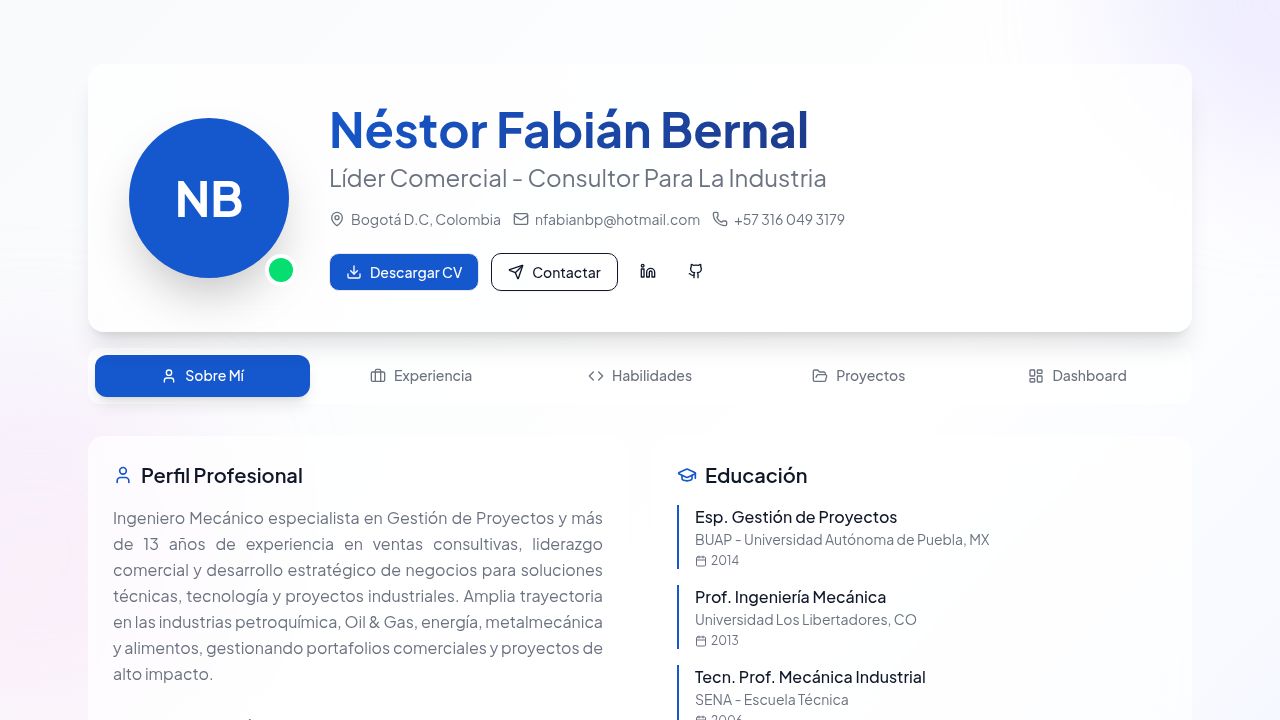 NB
Néstor Fabián Bernal
Líder Comercial - Consultor Para La Industria
Bogotá D.C, Colombia nfabianbp@hotmail.com +57 316 049 3179
Descargar CV Contactar
Sobre Mí Experiencia Habilidades Proyectos Dashboard
Perfil Profesional
Ingeniero Mecánico especialista en Gestión de Proyectos y más
de 13 años de experiencia en ventas consultivas, liderazgo
comercial y desarrollo estratégico de negocios para soluciones
técnicas, tecnología y proyectos industriales. Amplia trayectoria
en las industrias petroquímica, Oil & Gas, energía, metalmecánica
y alimentos, gestionando portafolios comerciales y proyectos de
alto impacto.
Educación
Esp. Gestión de Proyectos
BUAP - Universidad Autónoma de Puebla, MX
2014
Prof. Ingeniería Mecánica
Universidad Los Libertadores, CO
2013
Tecn. Prof. Mecánica Industrial
SENA - Escuela Técnica